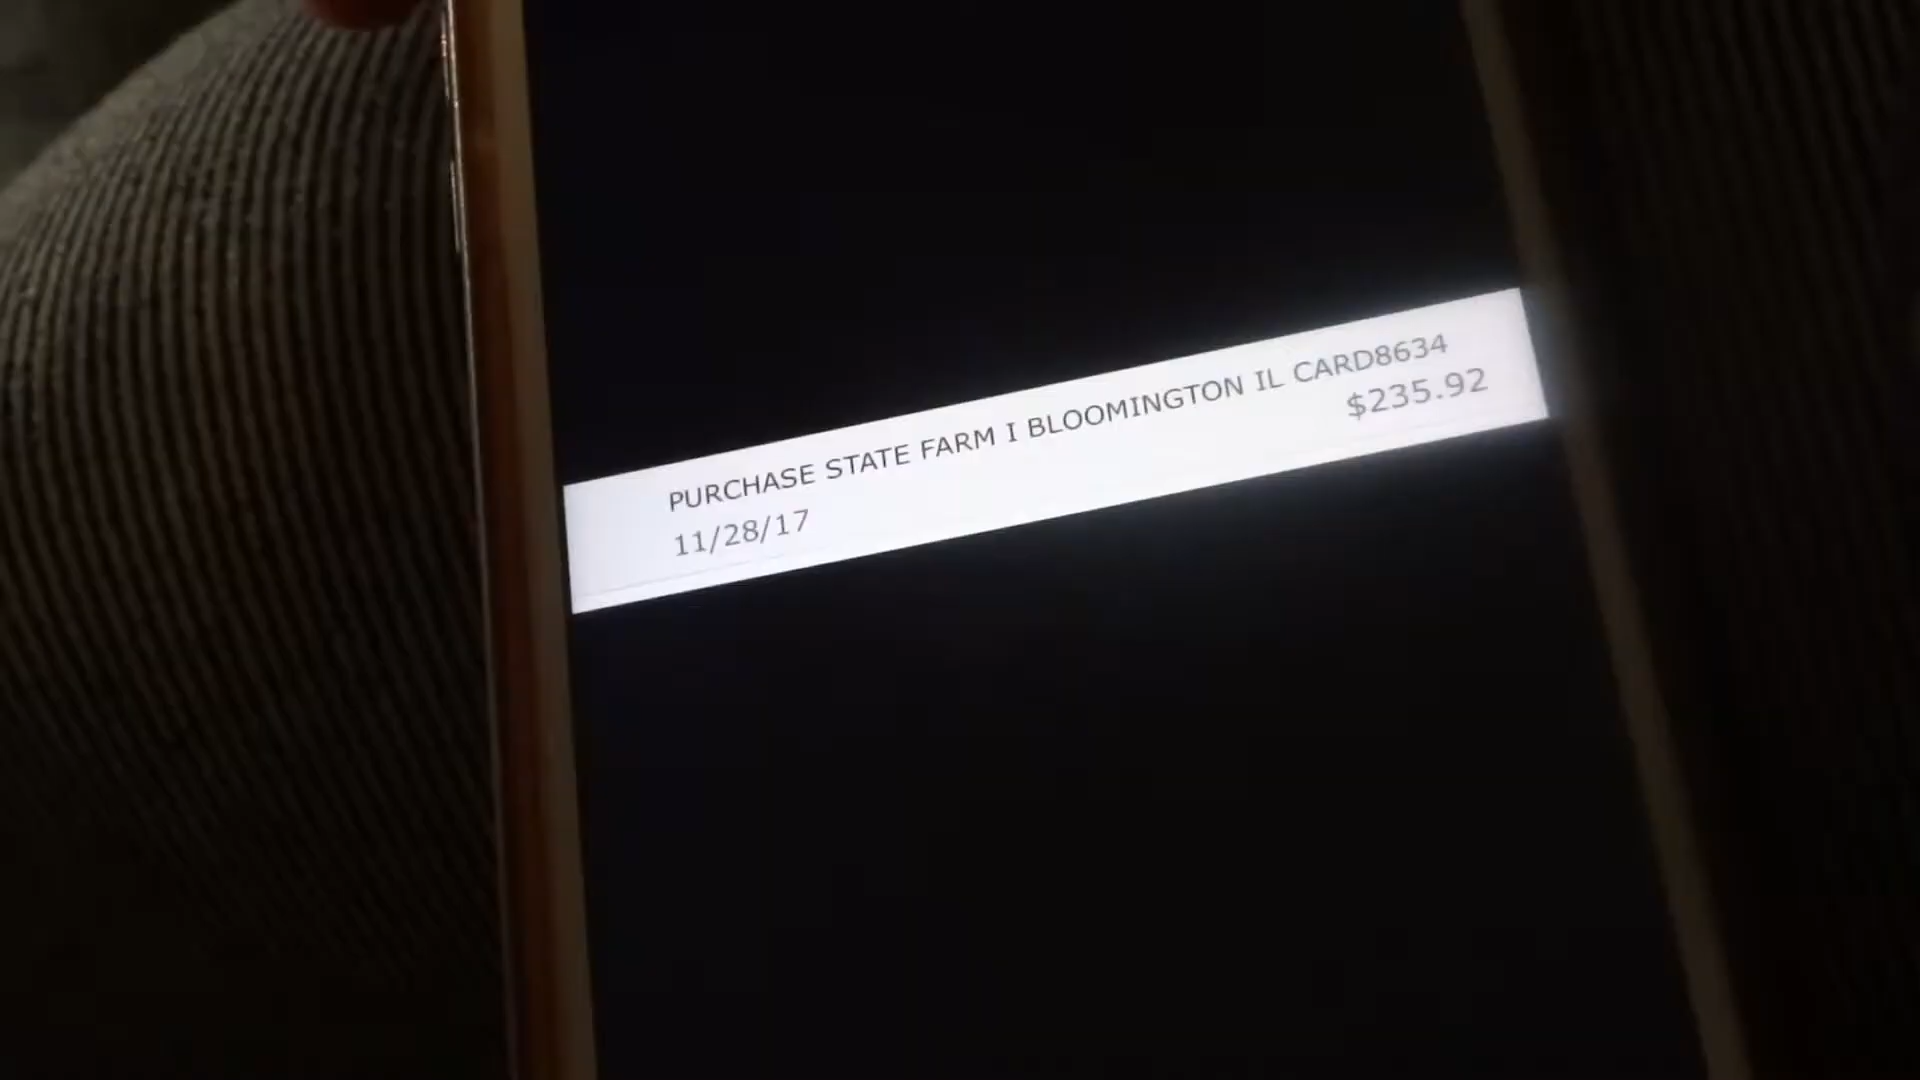 PURCHASE STATE FARM I BLOOMINGTON IL CARD8634
$235.92
11/28/17